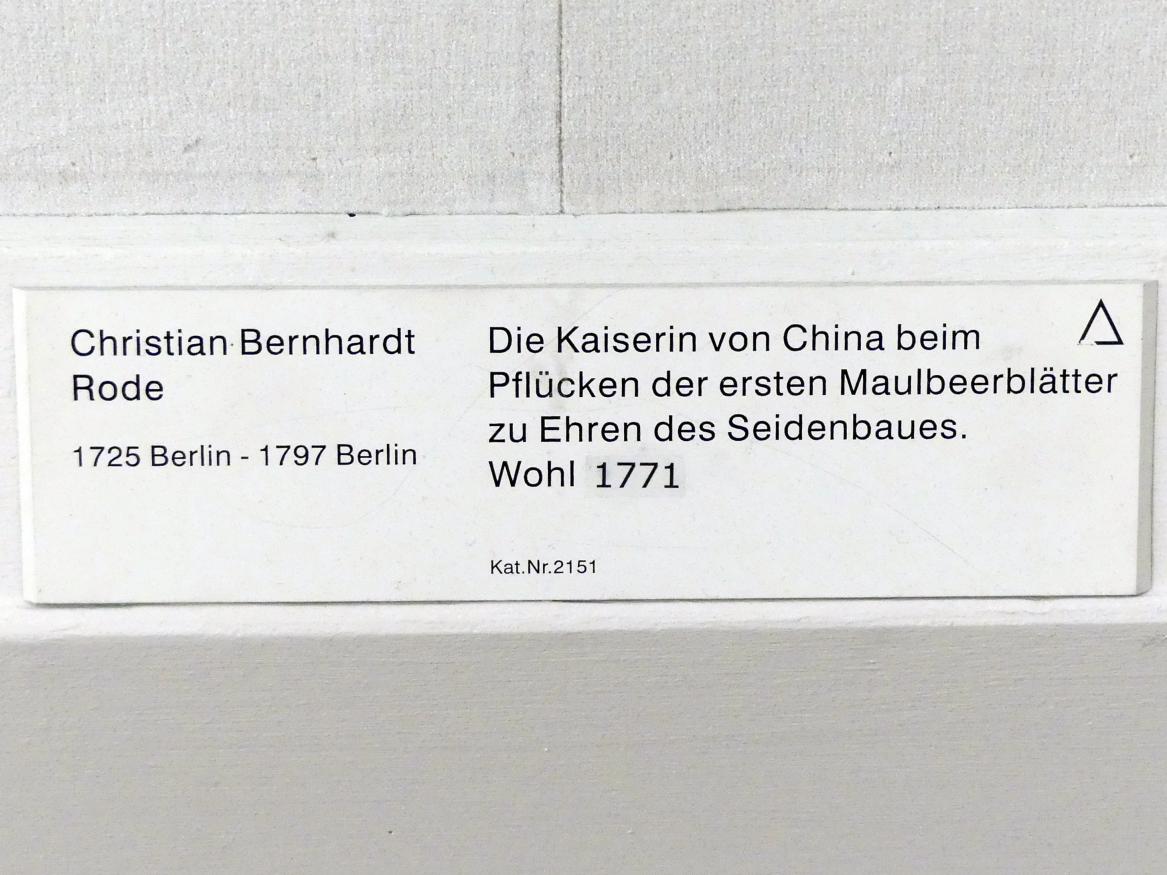 Christian Bernhardt
Rode
1725 Berlin - 1797 Berlin
Die Kaiserin von China beim
Pflücken der ersten Maulbeerblätter
zu Ehren des Seidenbaues.
Wohl 1771
Kat.Nr.2151